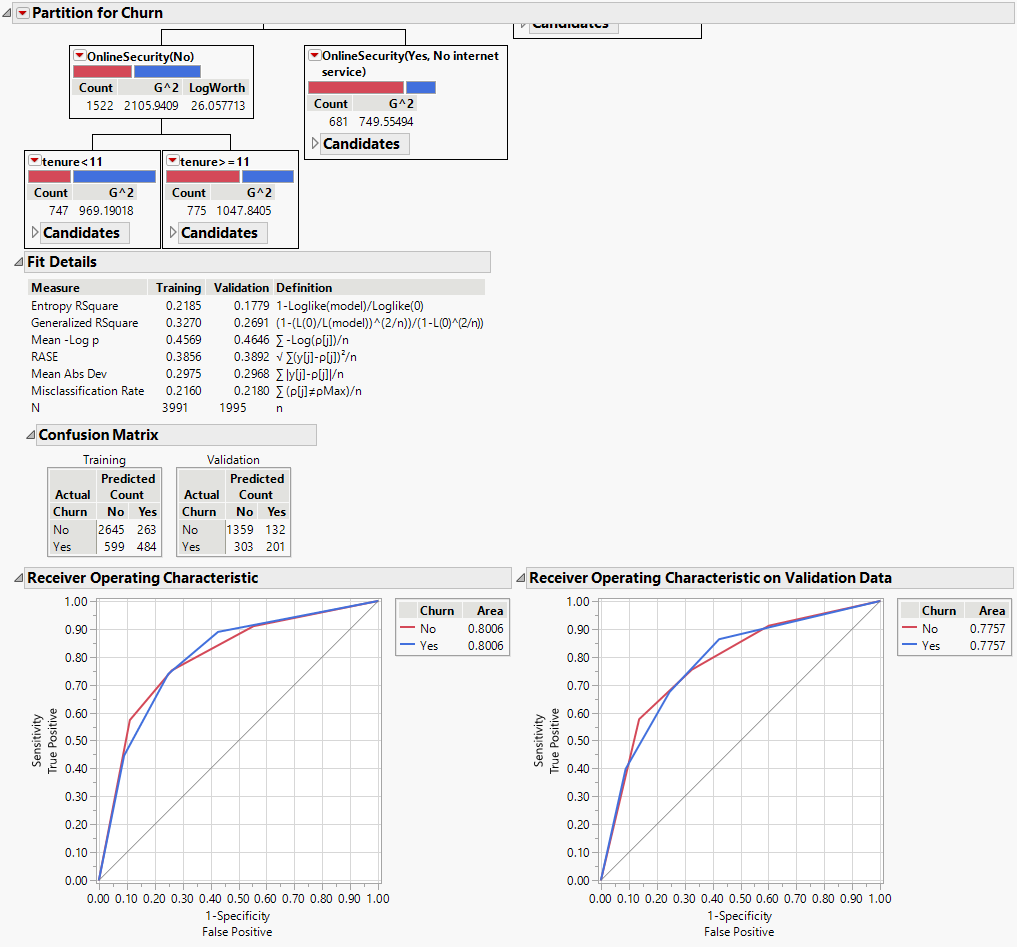 Partition for Churn
Candidates
OnlineSecurity(No)
Count G^2 LogWorth
1522 2105.9409 26.057713
OnlineSecurity(Yes, No internet
service)
Count G^2
681 749.55494
Candidates
tenure<11
Count G^2
747 969.19018
Candidates
tenure>=11
Count G^2
775 1047.8405
Candidates
Fit Details
Measure Training Validation Definition
Entropy RSquare 0.2185 0.1779 1-Loglike(model)/Loglike(0)
Generalized RSquare 0.3270 0.2691 (1-(L(0)/L(model))^(2/n))/(1-L(0)^(2/n))
Mean -Log p 0.4569 0.4646 ∑ -Log(ρ[j])/n
RASE 0.3856 0.3892 √ ∑(y[j]-ρ[j])²/n
Mean Abs Dev 0.2975 0.2968 ∑ |y[j]-ρ[j]|/n
Misclassification Rate 0.2160 0.2180 ∑ (ρ[j]≠ρMax)/n
N 3991 1995 n
Confusion Matrix
Training
Predicted
Actual Count
Churn No Yes
No 2645 263
Yes 599 484
Validation
Predicted
Actual Count
Churn No Yes
No 1359 132
Yes 303 201
Receiver Operating Characteristic
Sensitivity
True Positive
1.00
0.90
0.80
0.70
0.60
0.50
0.40
0.30
0.20
0.10
0.00
0.00 0.10 0.20 0.30 0.40 0.50 0.60 0.70 0.80 0.90 1.00
1-Specificity
False Positive
Churn Area
No 0.8006
Yes 0.8006
Receiver Operating Characteristic on Validation Data
Sensitivity
True Positive
1.00
0.90
0.80
0.70
0.60
0.50
0.40
0.30
0.20
0.10
0.00
0.00 0.10 0.20 0.30 0.40 0.50 0.60 0.70 0.80 0.90 1.00
1-Specificity
False Positive
Churn Area
No 0.7757
Yes 0.7757